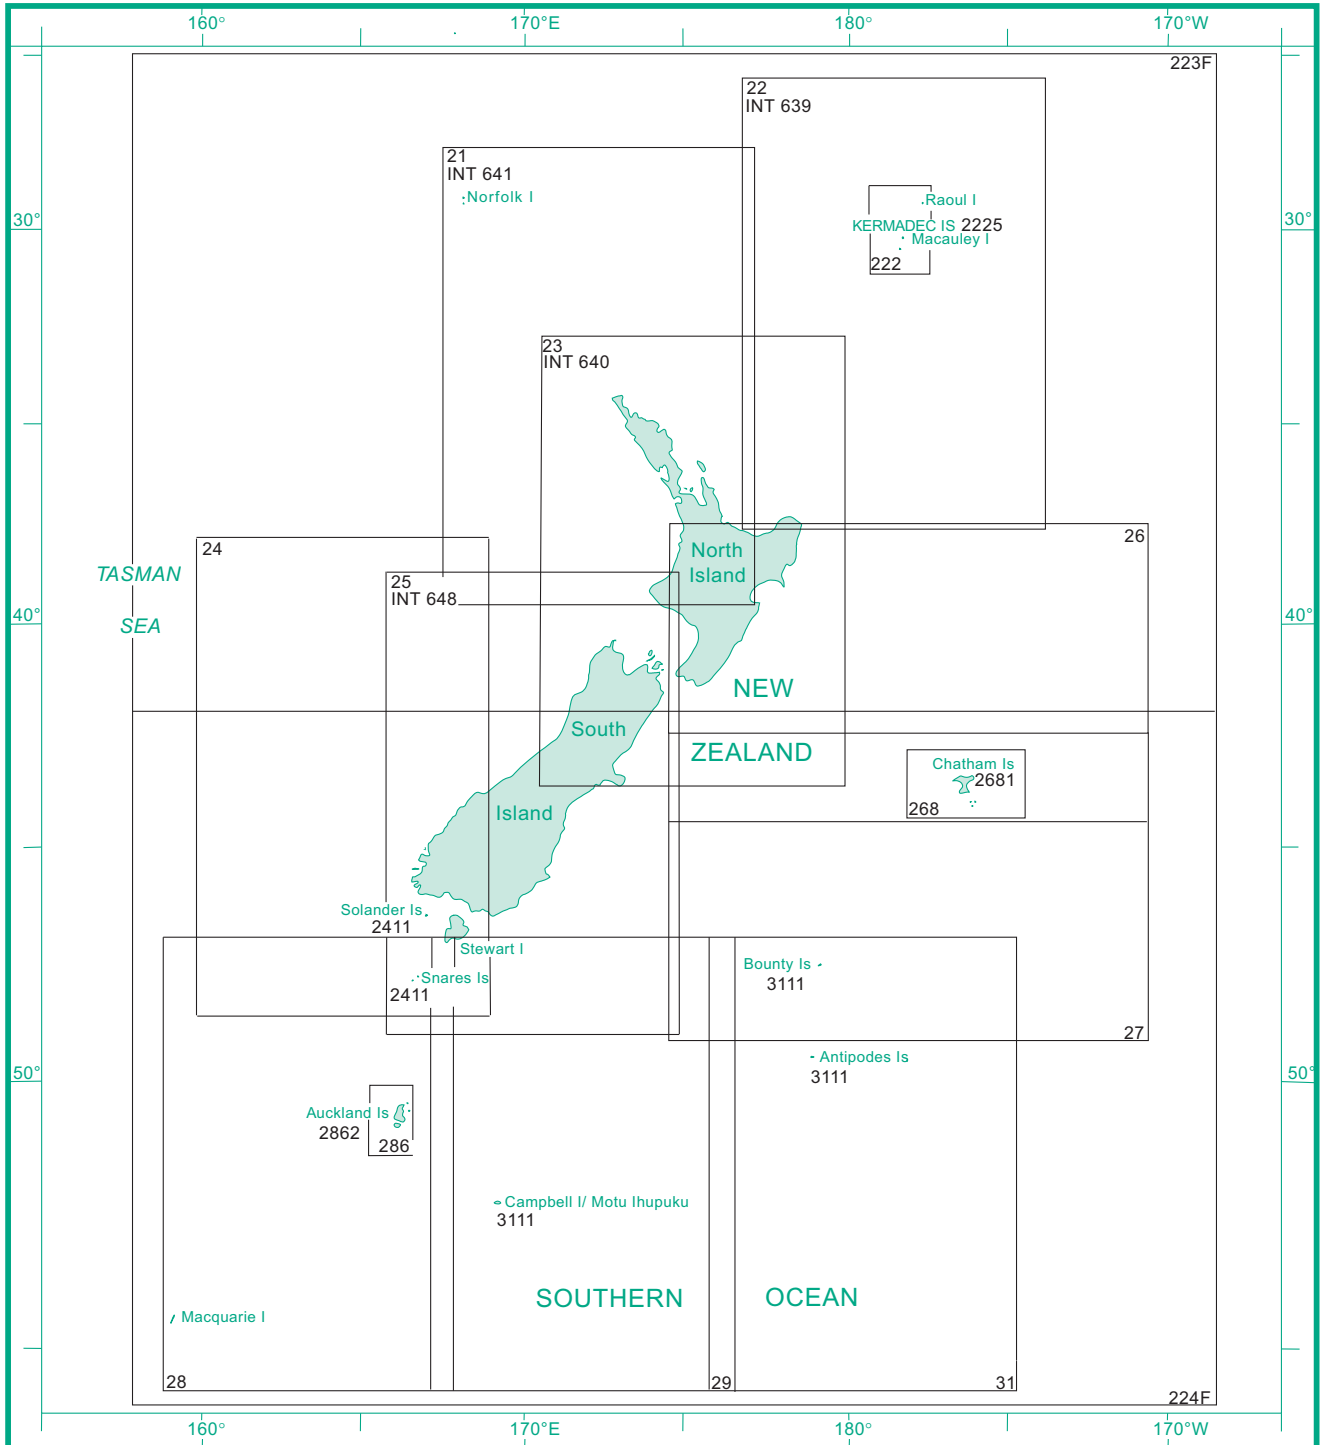 160°
170°E
180°
170°W
223F
22
INT 639
21
INT 641
Norfolk I
Raoul I
30°
KERMADEC IS 2225
30°
Macauley I
222
23
INT 640
24
26
North
Island
TASMAN
25
INT 648
SEA
40°
40°
NEW
South
ZEALAND
Chatham Is
2681
268
Island
Solander Is
2411
Stewart I
Bounty Is
Snares Is
3111
2411
27
Antipodes Is
50°
50°
3111
Auckland Is
2862
286
Campbell I/ Motu Ihupuku
3111
SOUTHERN
OCEAN
Macquarie I
28
29
31
224F
160°
170°E
180°
170°W